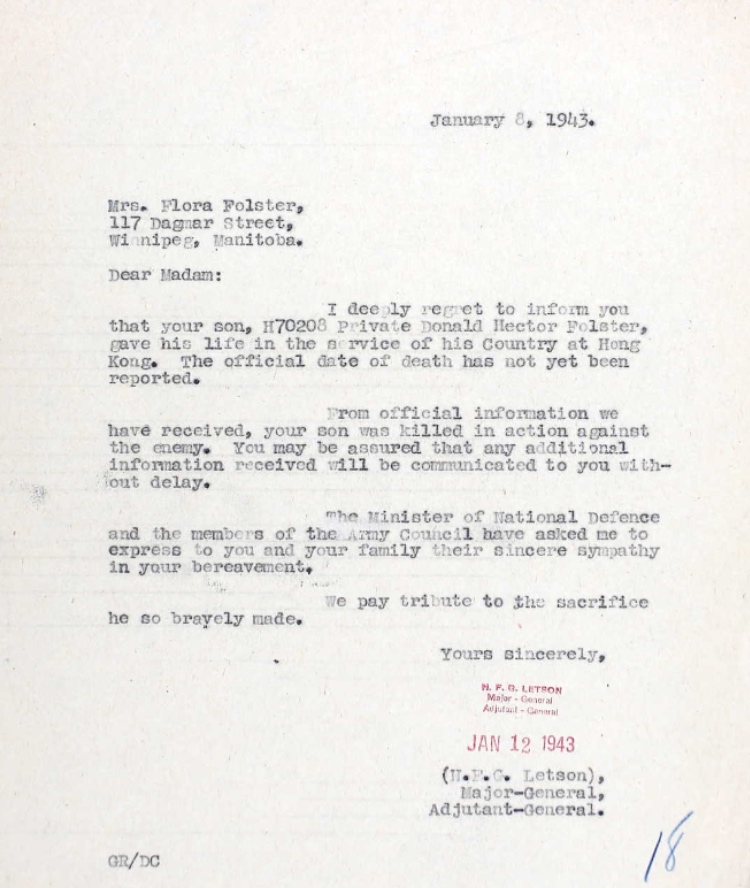 January 8, 1943.
Mrs. Flora Folster,
117 Dagmar Street,
Winnipeg, Manitoba.
Dear Madam:
I deeply regret to inform you
that your son, H70208 Private Donald Hector Folster,
gave his life in the service of his Country at Hong
Kong. The official date of death has not yet been
reported.
From official information we
have received, your son was killed in action against
the enemy. You may be assured that any additional
information received will be communicated to you with-
out delay.
The Minister of National Defence
and the members of the Army Council have asked me to
express to you and your family their sincere sympathy
in your bereavement.
We pay tribute to the sacrifice
he so bravely made.
Yours sincerely,
H. F. G. LETSON
Major - General
Adjutant - General
JAN 12 1943
(H.F.G. Letson),
Major-General,
Adjutant-General.
GR/DC
18